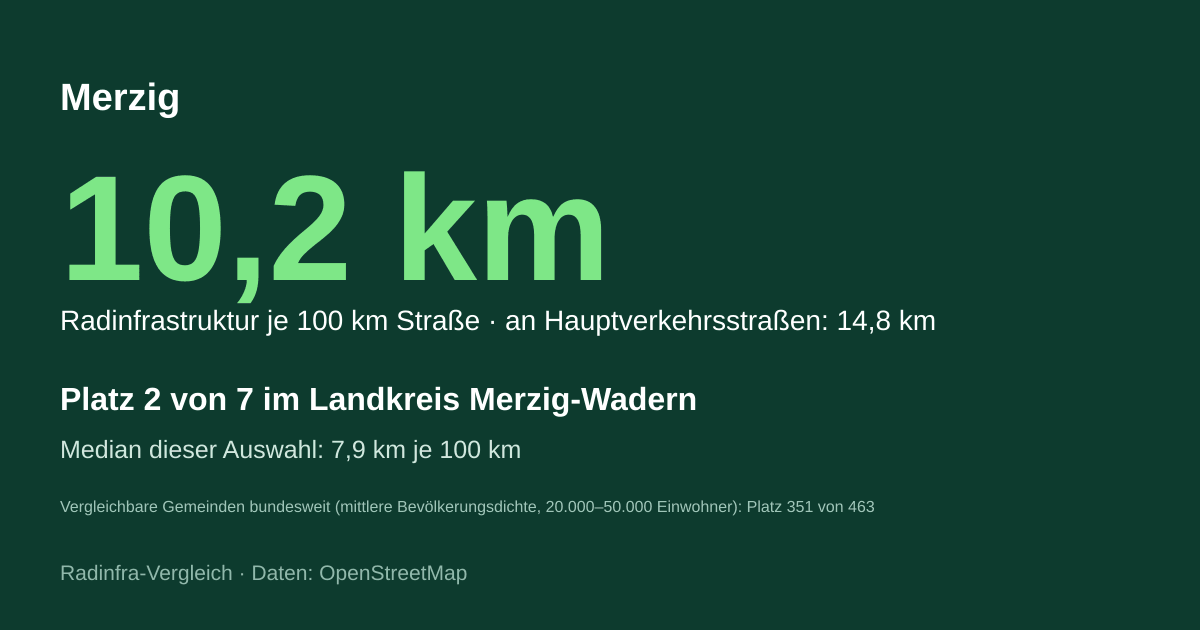 Merzig
10,2 km
Radinfrastruktur je 100 km Straße · an Hauptverkehrsstraßen: 14,8 km
Platz 2 von 7 im Landkreis Merzig-Wadern
Median dieser Auswahl: 7,9 km je 100 km
Vergleichbare Gemeinden bundesweit (mittlere Bevölkerungsdichte, 20.000–50.000 Einwohner): Platz 351 von 463
Radinfra-Vergleich · Daten: OpenStreetMap